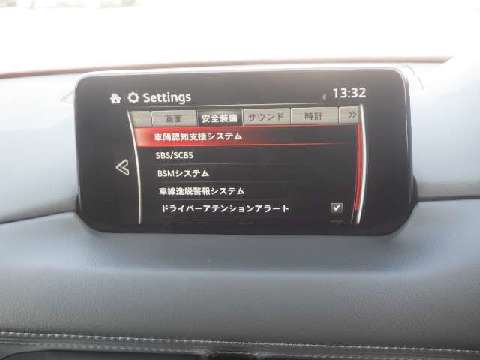 Settings 13:32
画面 安全装備 サウンド 時計 >>
車間認知支援システム
SBS/SCBS
BSMシステム
車線逸脱警報システム
ドライバーアテンションアラート